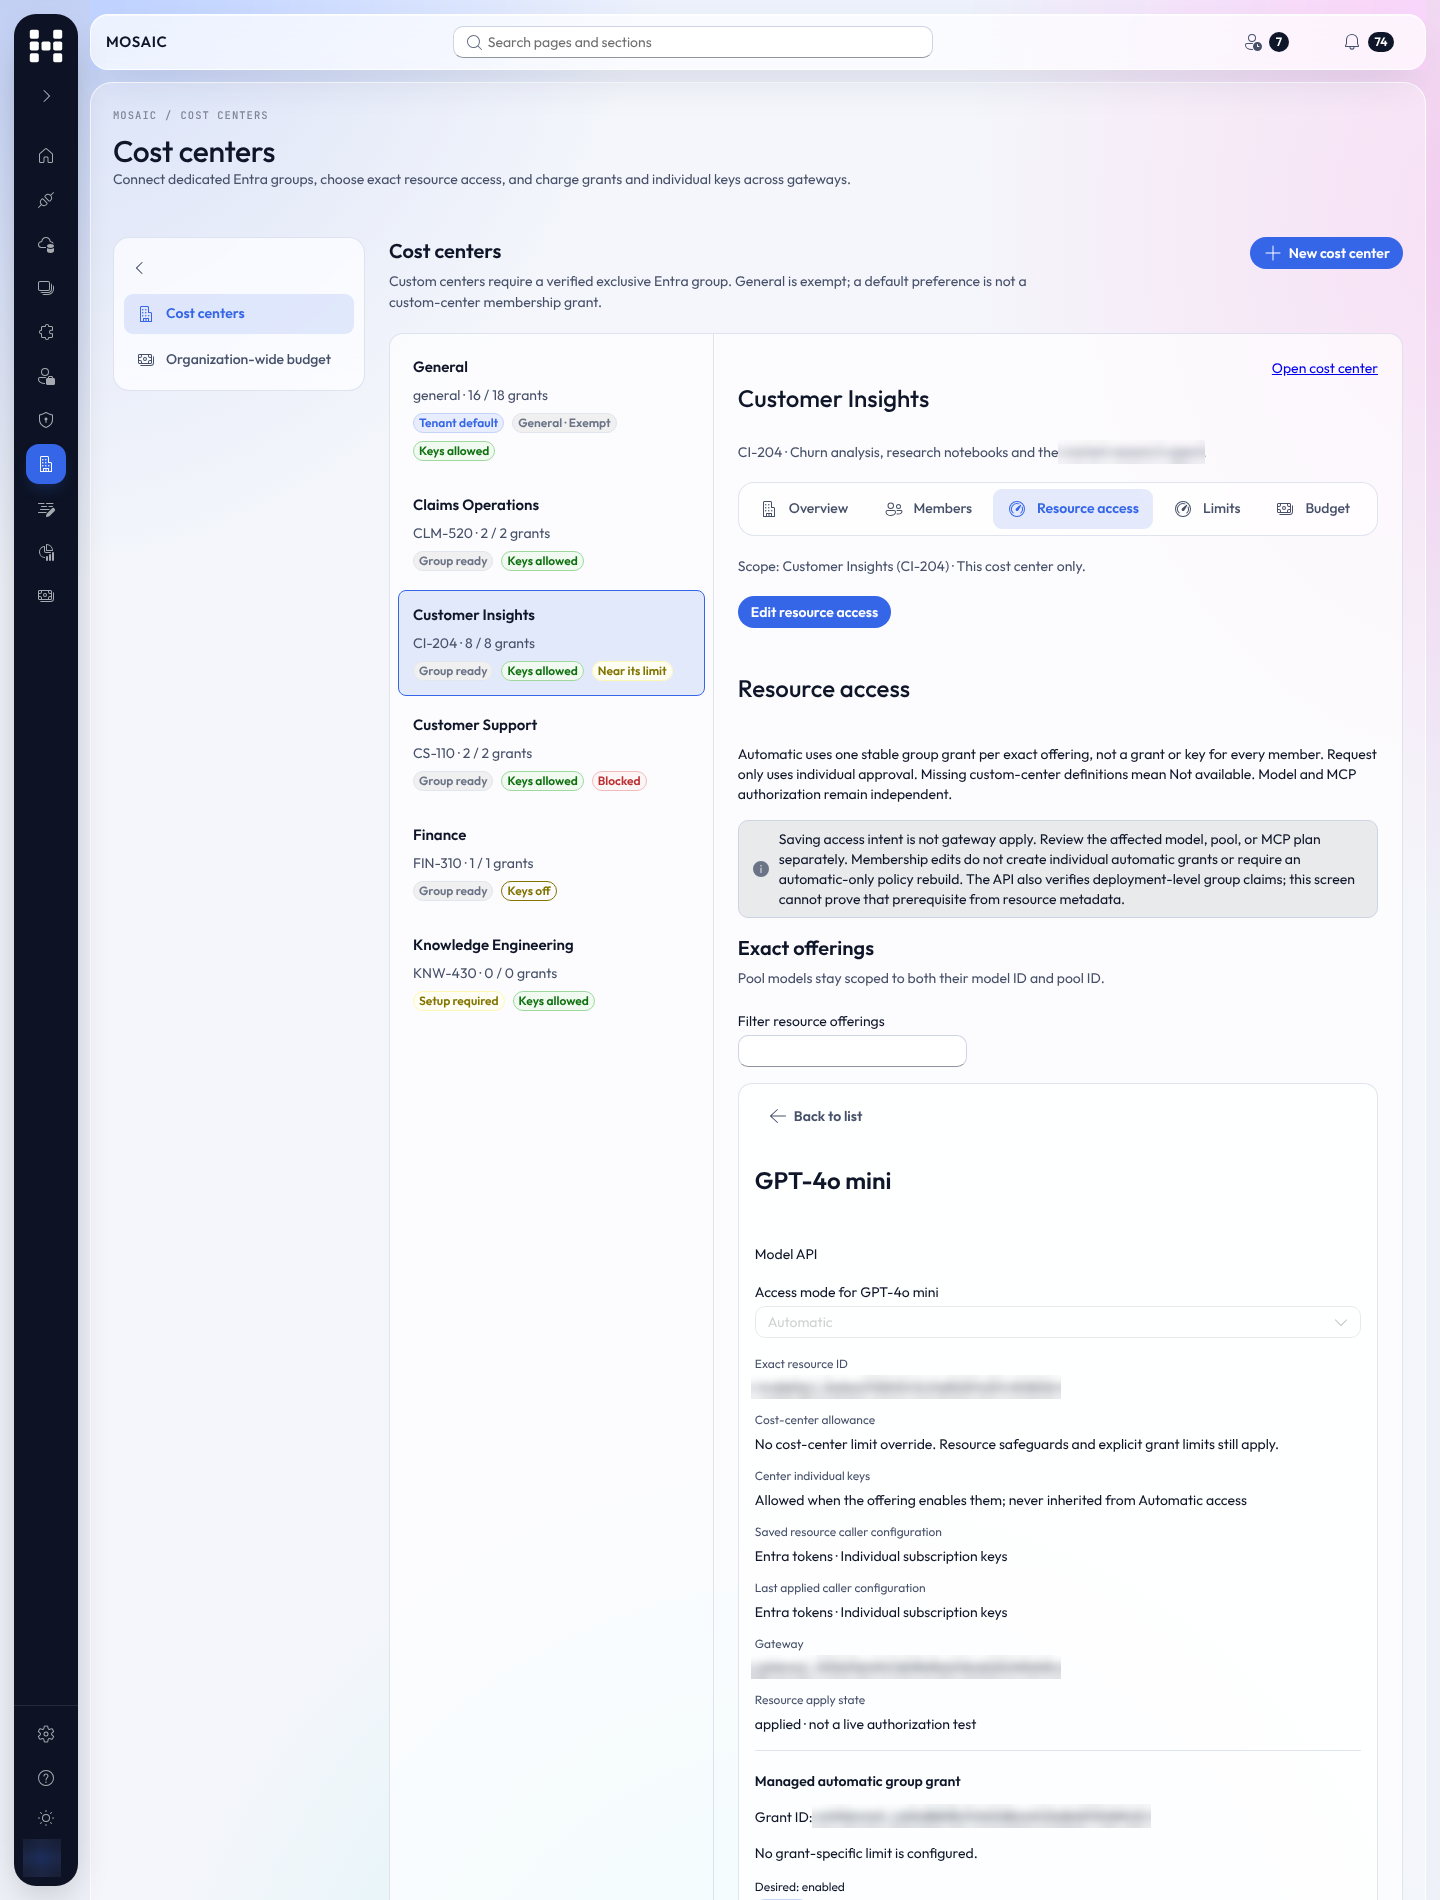 MOSAIC
Search pages and sections
7
74
MOSAIC / COST CENTERS
Cost centers
Connect dedicated Entra groups, choose exact resource access, and charge grants and individual keys across gateways.
Cost centers
Organization-wide budget
Cost centers
Custom centers require a verified exclusive Entra group. General is exempt; a default preference is not a
custom-center membership grant.
New cost center
General
general · 16 / 18 grants
Tenant default
General · Exempt
Keys allowed
Claims Operations
CLM-520 · 2 / 2 grants
Group ready
Keys allowed
Customer Insights
CI-204 · 8 / 8 grants
Group ready
Keys allowed
Near its limit
Customer Support
CS-110 · 2 / 2 grants
Group ready
Keys allowed
Blocked
Finance
FIN-310 · 1 / 1 grants
Group ready
Keys off
Knowledge Engineering
KNW-430 · 0 / 0 grants
Setup required
Keys allowed
Open cost center
Customer Insights
CI-204 · Churn analysis, research notebooks and the
Overview
Members
Resource access
Limits
Budget
Scope: Customer Insights (CI-204) · This cost center only.
Edit resource access
Resource access
Automatic uses one stable group grant per exact offering, not a grant or key for every member. Request
only uses individual approval. Missing custom-center definitions mean Not available. Model and MCP
authorization remain independent.
Saving access intent is not gateway apply. Review the affected model, pool, or MCP plan
separately. Membership edits do not create individual automatic grants or require an
automatic-only policy rebuild. The API also verifies deployment-level group claims; this screen
cannot prove that prerequisite from resource metadata.
Exact offerings
Pool models stay scoped to both their model ID and pool ID.
Filter resource offerings
Back to list
GPT-4o mini
Model API
Access mode for GPT-4o mini
Automatic
Exact resource ID
Cost-center allowance
No cost-center limit override. Resource safeguards and explicit grant limits still apply.
Center individual keys
Allowed when the offering enables them; never inherited from Automatic access
Saved resource caller configuration
Entra tokens · Individual subscription keys
Last applied caller configuration
Entra tokens · Individual subscription keys
Gateway
Resource apply state
applied · not a live authorization test
Managed automatic group grant
Grant ID:
No grant-specific limit is configured.
Desired: enabled